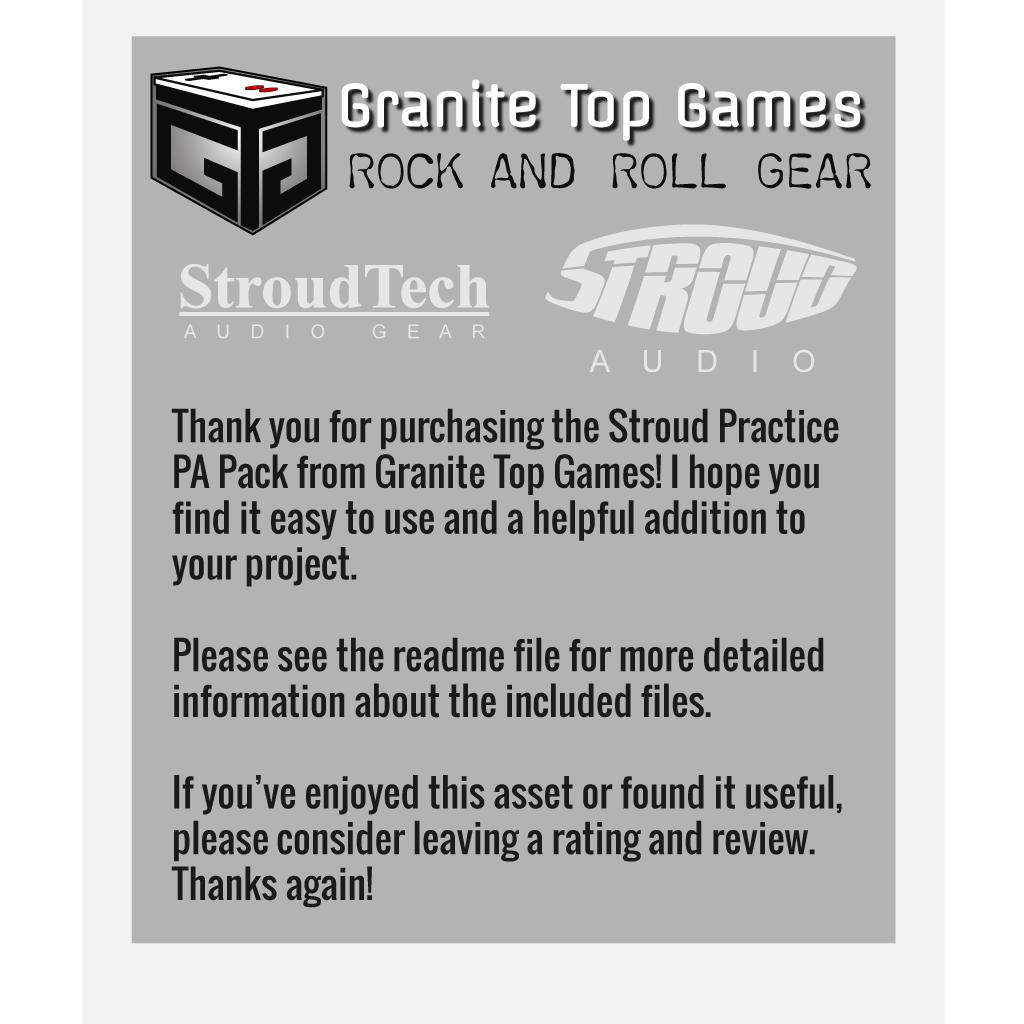 GTG
Granite Top Games
ROCK AND ROLL GEAR
StroudTech
AUDIO GEAR
STROUD
AUDIO
Thank you for purchasing the Stroud Practice
PA Pack from Granite Top Games! I hope you
find it easy to use and a helpful addition to
your project.
Please see the readme file for more detailed
information about the included files.
If you’ve enjoyed this asset or found it useful,
please consider leaving a rating and review.
Thanks again!